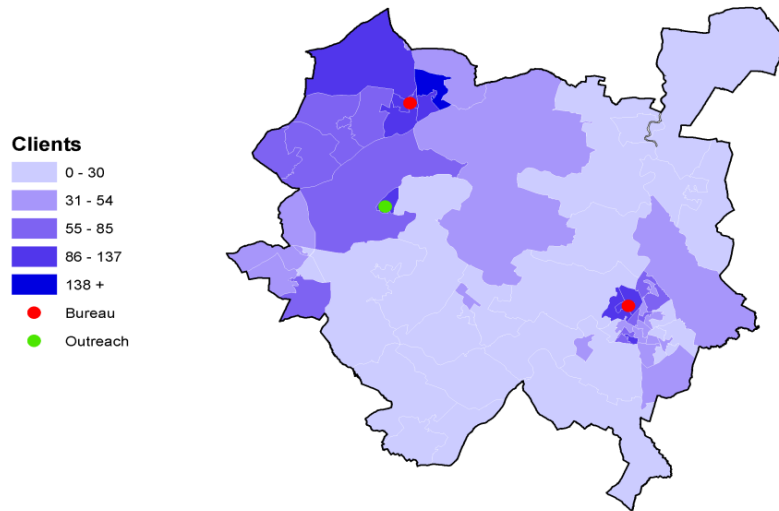 Clients
0 - 30
31 - 54
55 - 85
86 - 137
138 +
Bureau
Outreach